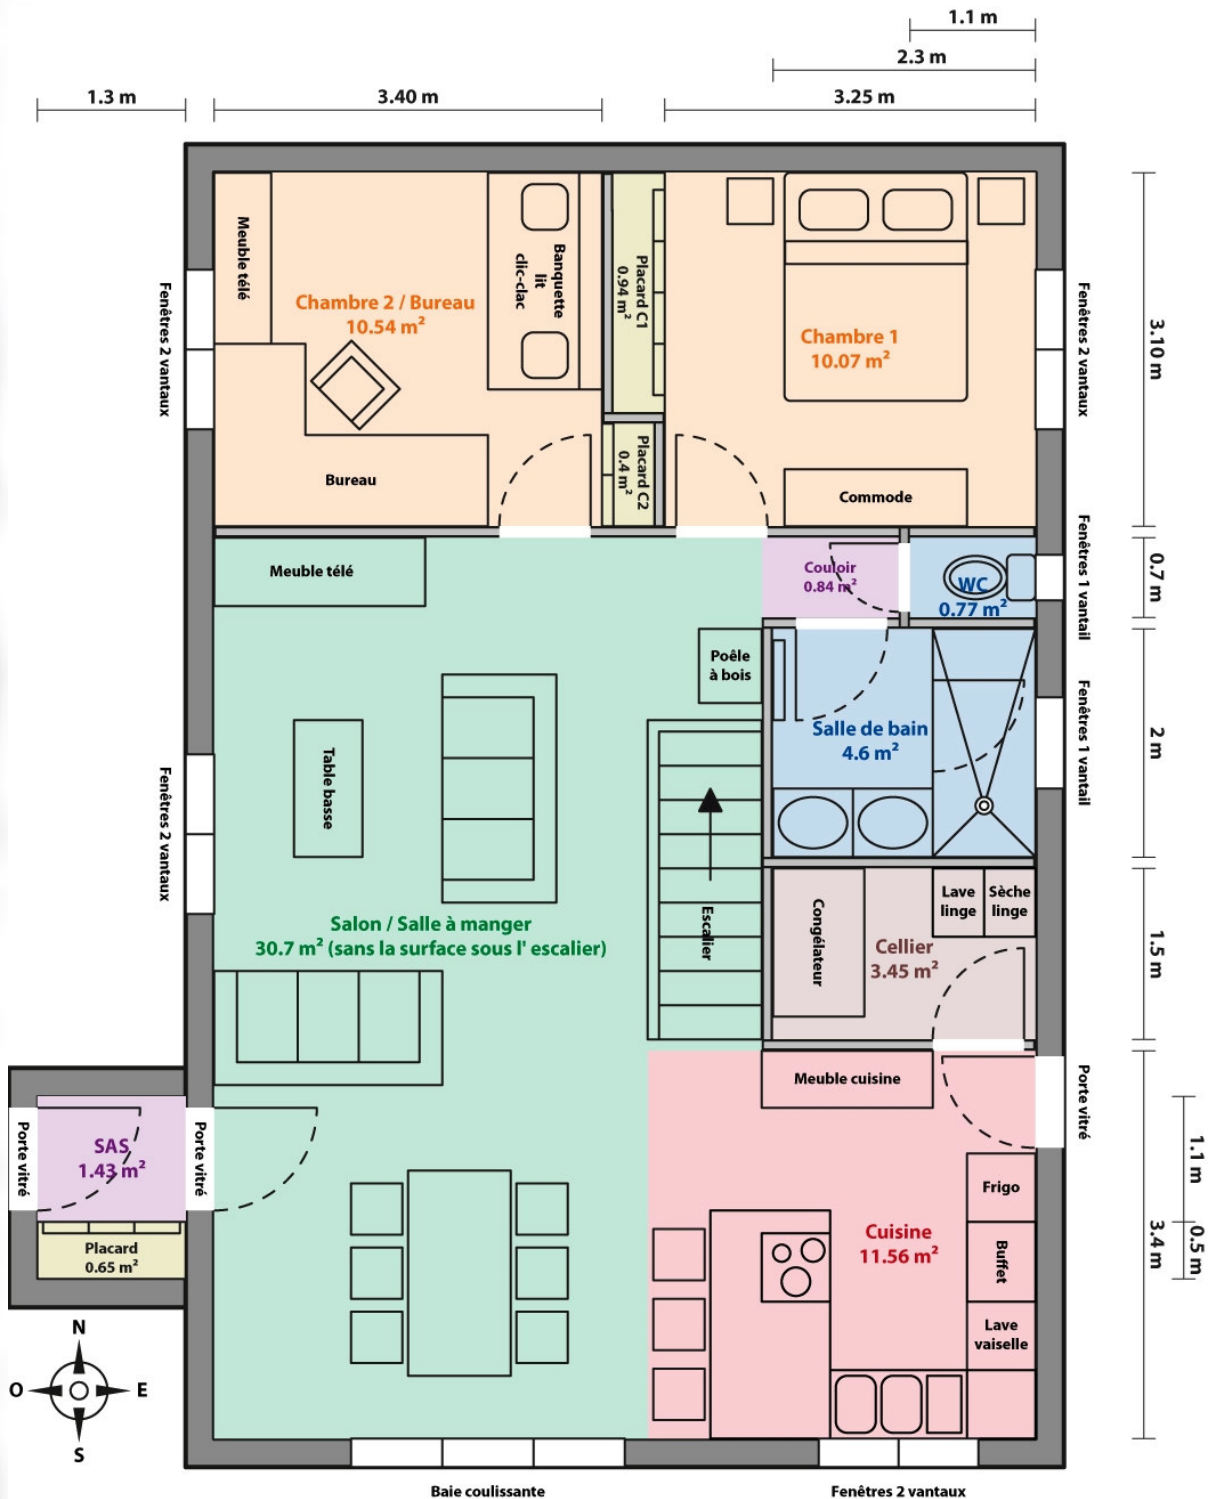 1.1 m
2.3 m
1.3 m
3.40 m
3.25 m
Meuble télé
Banquette
lit
clic-clac
Chambre 2 / Bureau
10.54 m²
Placard C1
0.94 m²
Chambre 1
10.07 m²
Fenêtres 2 vantaux
Fenêtres 2 vantaux
3.10 m
Bureau
Placard C2
0.4 m²
Commode
Meuble télé
Couloir
0.84 m²
WC
0.77 m²
Fenêtres 1 vantail
0.7 m
Poêle
à bois
Salle de bain
4.6 m²
Fenêtres 1 vantail
2 m
Table basse
Fenêtres 2 vantaux
Escalier
Salon / Salle à manger
30.7 m² (sans la surface sous l' escalier)
Congélateur
Lave
linge
Sèche
linge
Cellier
3.45 m²
1.5 m
Meuble cuisine
Porte vitré
Porte vitré
SAS
1.43 m²
Porte vitré
Placard
0.65 m²
Frigo
Cuisine
11.56 m²
Buffet
Lave
vaiselle
1.1 m
3.4 m
0.5 m
N
O
E
S
Baie coulissante
Fenêtres 2 vantaux